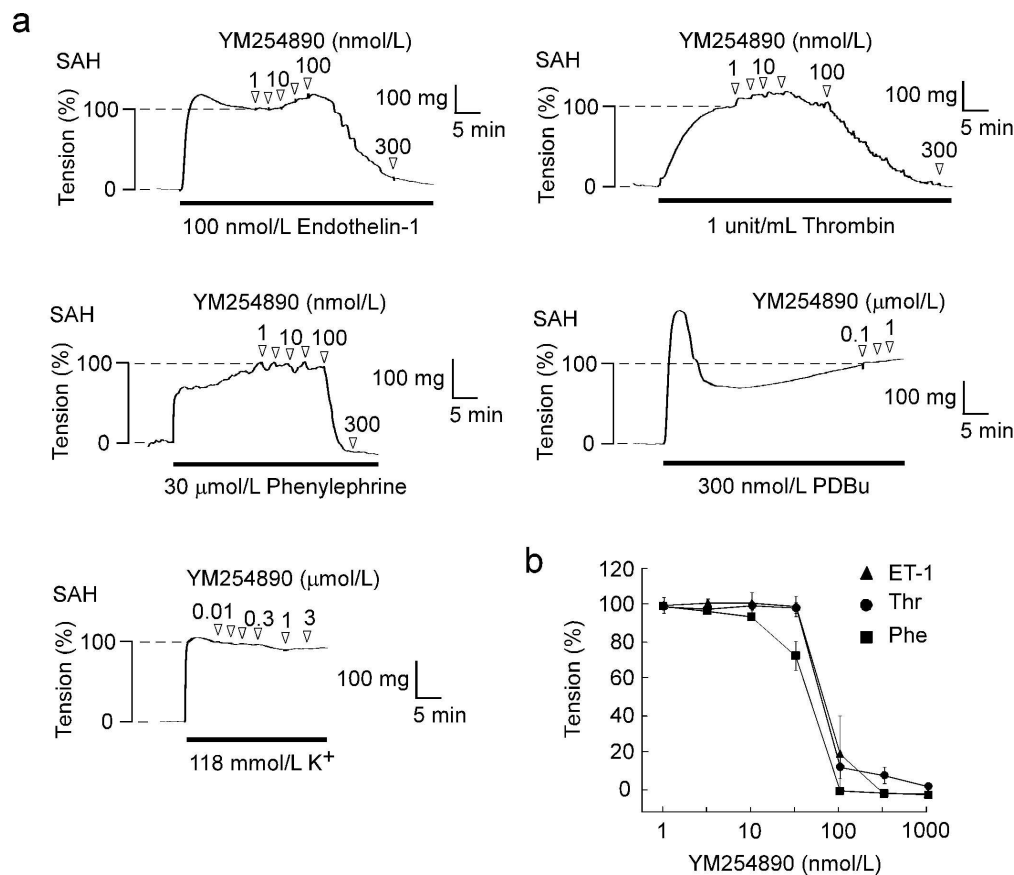 a
YM254890 (nmol/L)
SAH
1 10 100
100
Tension (%)
0
300
100 mg
5 min
100 nmol/L Endothelin-1
YM254890 (nmol/L)
SAH
1 10 100
100
Tension (%)
0
300
100 mg
5 min
1 unit/mL Thrombin
YM254890 (nmol/L)
SAH
1 10 100
100
Tension (%)
0
300
100 mg
5 min
30 μmol/L Phenylephrine
YM254890 (μmol/L)
SAH
0.1 1
100
Tension (%)
0
100 mg
5 min
300 nmol/L PDBu
YM254890 (μmol/L)
SAH
0.01 0.3 1 3
100
Tension (%)
0
100 mg
5 min
118 mmol/L K⁺
b
120
100
80
60
40
20
0
Tension (%)
ET-1
Thr
Phe
1 10 100 1000
YM254890 (nmol/L)